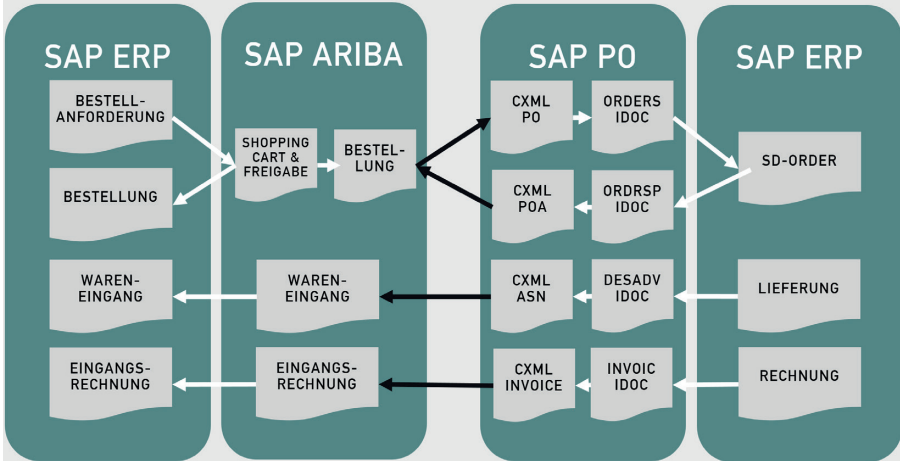 SAP ERP
BESTELL-
ANFORDERUNG
BESTELLUNG
WAREN-
EINGANG
EINGANGS-
RECHNUNG
SAP ARIBA
SHOPPING
CART &
FREIGABE
BESTEL-
LUNG
WAREN-
EINGANG
EINGANGS-
RECHNUNG
SAP PO
CXML
PO
ORDERS
IDOC
CXML
POA
ORDRSP
IDOC
CXML
ASN
DESADV
IDOC
CXML
INVOICE
INVOIC
IDOC
SAP ERP
SD-ORDER
LIEFERUNG
RECHNUNG